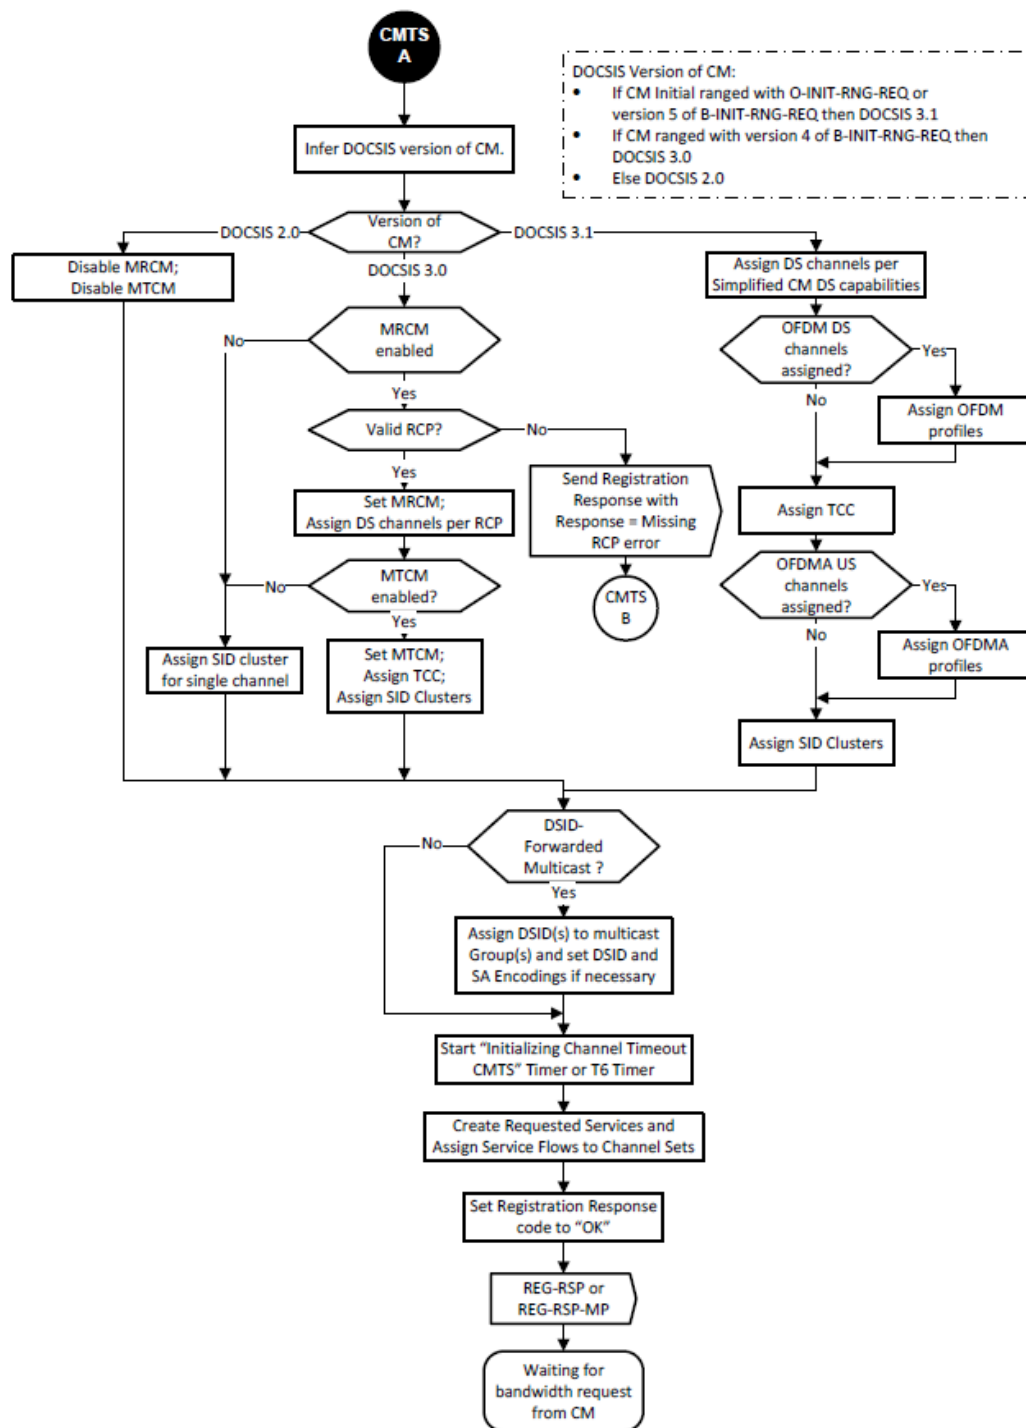 CMTS
A
DOCSIS Version of CM:
• If CM Initial ranged with O-INIT-RNG-REQ or
version 5 of B-INIT-RNG-REQ then DOCSIS 3.1
• If CM ranged with version 4 of B-INIT-RNG-REQ then
DOCSIS 3.0
• Else DOCSIS 2.0
Infer DOCSIS version of CM.
Version of
CM?
DOCSIS 2.0
DOCSIS 3.1
DOCSIS 3.0
Disable MRCM;
Disable MTCM
Assign DS channels per
Simplified CM DS capabilities
MRCM
enabled
No
Yes
OFDM DS
channels
assigned?
Yes
No
Assign OFDM
profiles
Valid RCP?
No
Yes
Send Registration
Response with
Response = Missing
RCP error
CMTS
B
Set MRCM;
Assign DS channels per RCP
Assign TCC
MTCM
enabled?
No
Yes
OFDMA US
channels
assigned?
Yes
No
Assign OFDMA
profiles
Assign SID cluster
for single channel
Set MTCM;
Assign TCC;
Assign SID Clusters
Assign SID Clusters
DSID-
Forwarded
Multicast ?
No
Yes
Assign DSID(s) to multicast
Group(s) and set DSID and
SA Encodings if necessary
Start “Initializing Channel Timeout
CMTS” Timer or T6 Timer
Create Requested Services and
Assign Service Flows to Channel Sets
Set Registration Response
code to “OK”
REG-RSP or
REG-RSP-MP
Waiting for
bandwidth request
from CM